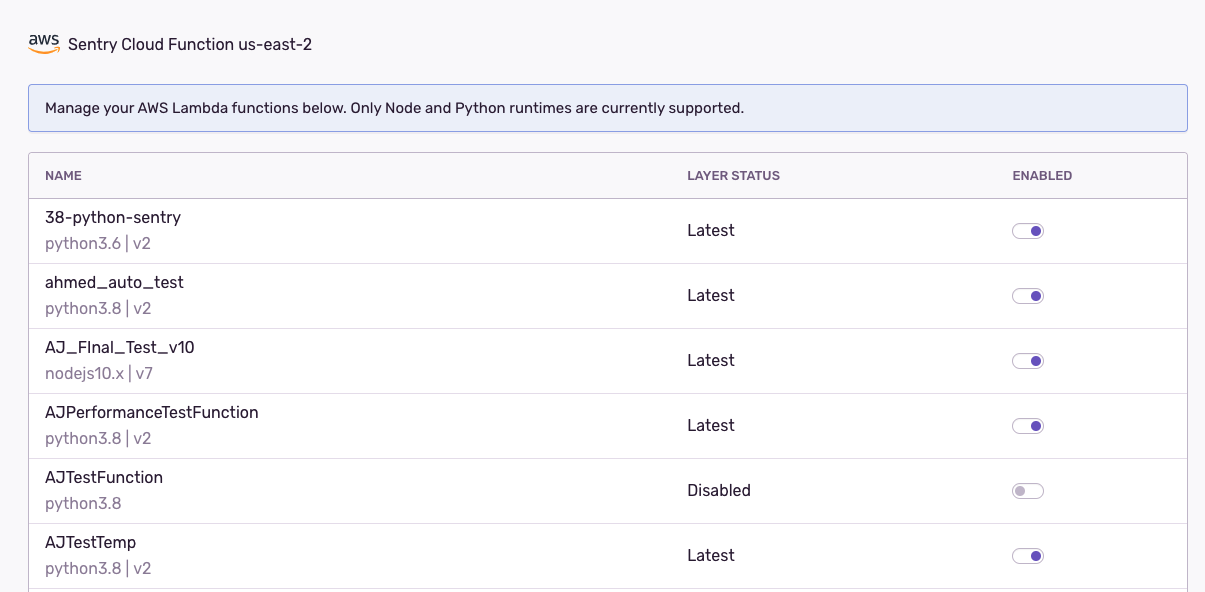 aws Sentry Cloud Function us-east-2
Manage your AWS Lambda functions below. Only Node and Python runtimes are currently supported.
NAME LAYER STATUS ENABLED
38-python-sentry
python3.6 | v2
Latest
ahmed_auto_test
python3.8 | v2
Latest
AJ_FInal_Test_v10
nodejs10.x | v7
Latest
AJPerformanceTestFunction
python3.8 | v2
Latest
AJTestFunction
python3.8
Disabled
AJTestTemp
python3.8 | v2
Latest